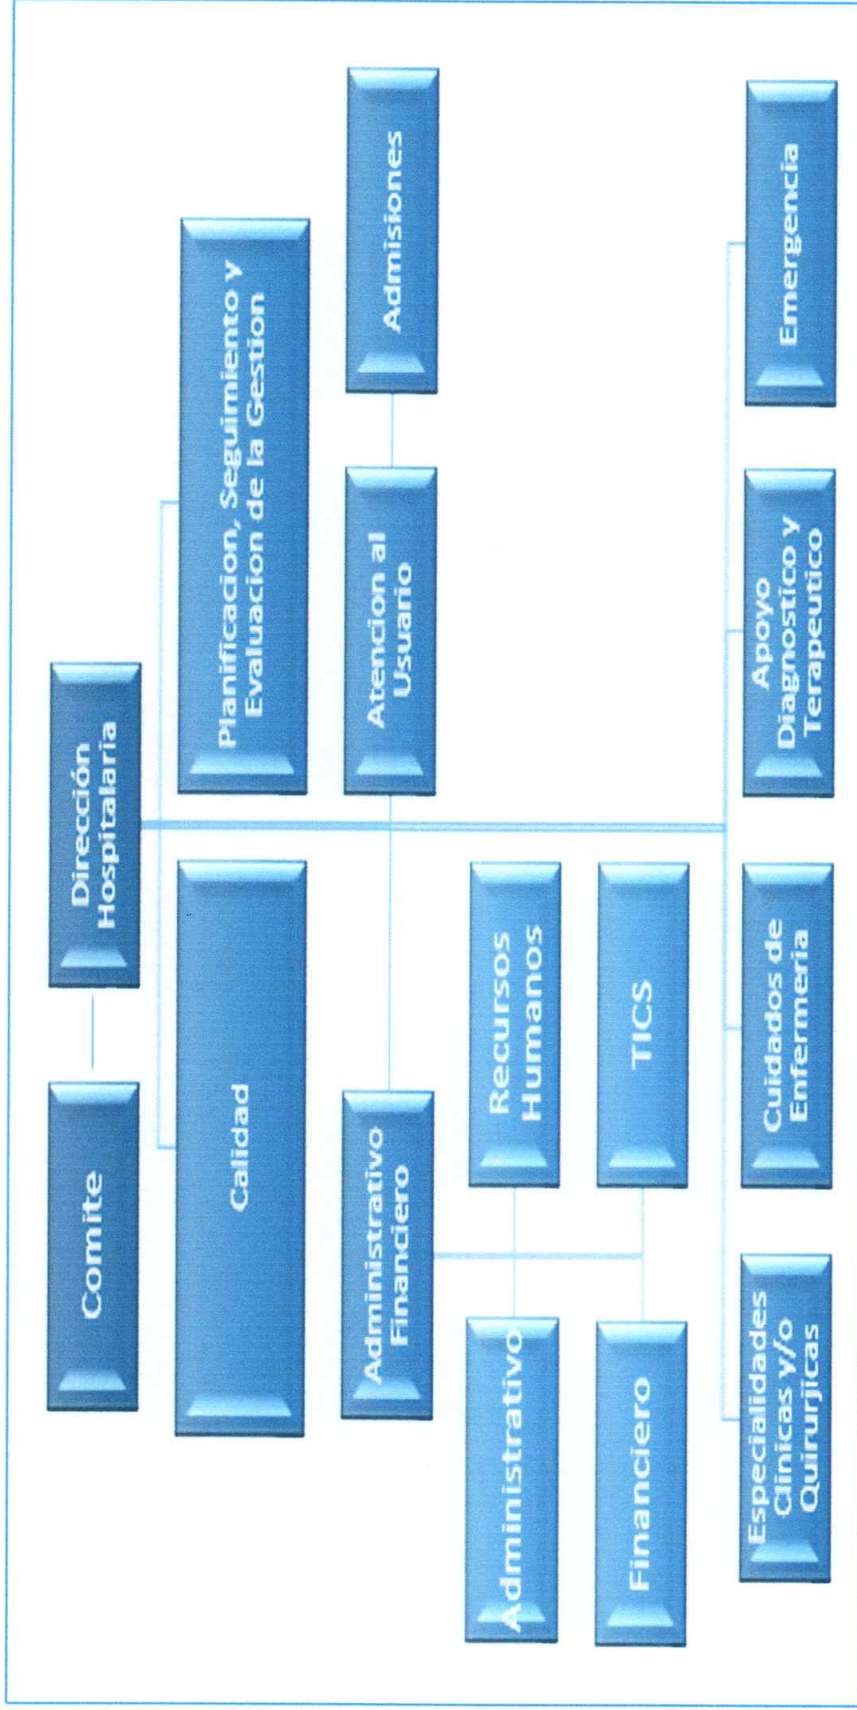 Comite
Dirección
Hospitalaria
Calidad
Planificacion, Seguimiento y
Evaluacion de la Gestion
Administrativo
Financiero
Atencion al
Usuario
Admisiones
Administrativo
Recursos
Humanos
Financiero
TICS
Especialidades
Clinicas y/o
Quirurjicas
Cuidados de
Enfermeria
Apoyo
Diagnostico y
Terapeutico
Emergencia